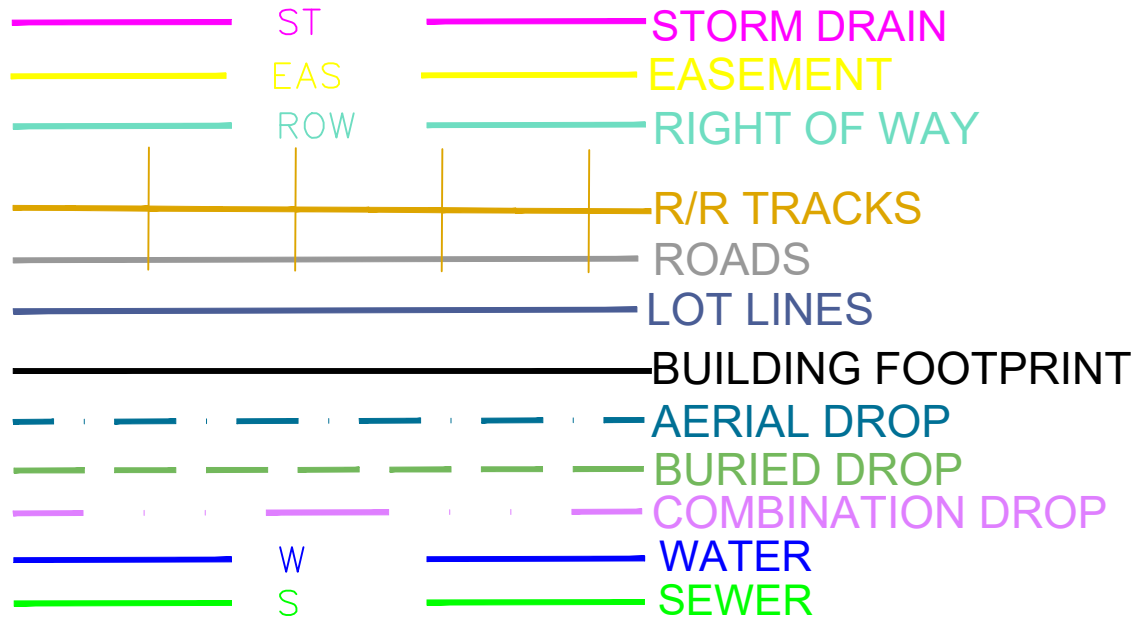 ST STORM DRAIN
EAS EASEMENT
ROW RIGHT OF WAY
R/R TRACKS
ROADS
LOT LINES
BUILDING FOOTPRINT
AERIAL DROP
BURIED DROP
COMBINATION DROP
W WATER
S SEWER